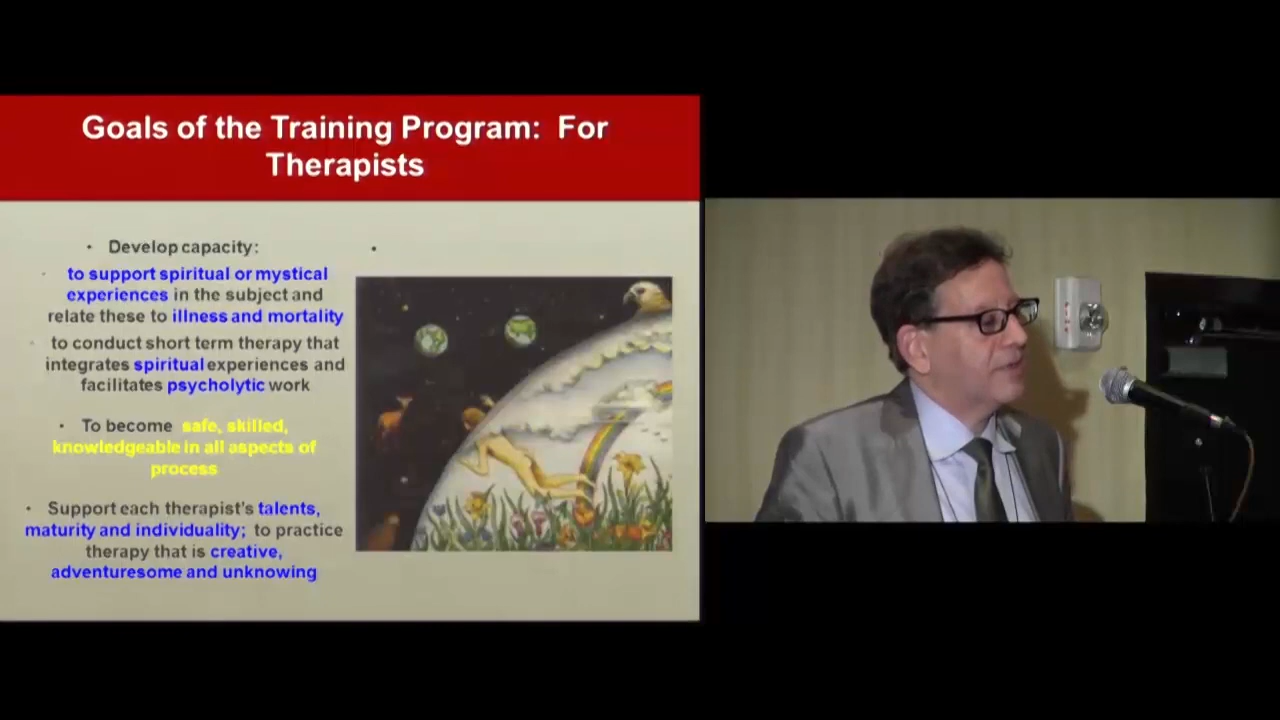 Goals of the Training Program: For
Therapists
• Develop capacity:
to support spiritual or mystical
experiences in the subject and
relate these to illness and mortality
to conduct short term therapy that
integrates spiritual experiences and
facilitates psycholytic work
• To become safe, skilled,
knowledgeable in all aspects of
process
• Support each therapist's talents,
maturity and individuality; to practice
therapy that is creative,
adventuresome and unknowing